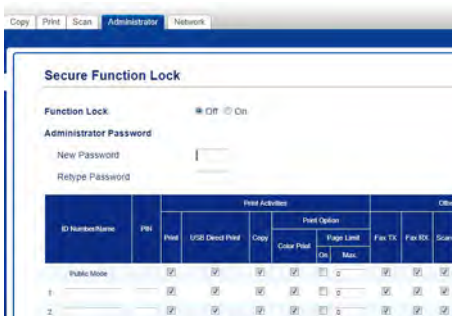 Copy Print Scan Administrator Network
Secure Function Lock
Function Lock Off On
Administrator Password
New Password
Retype Password
Print Activities
Print Option
ID Number/Name PIN Print USB Direct Print Copy Color Print Page Limit Fax TX Fax RX
On Max.
Public Mode 0
1 0
2 0